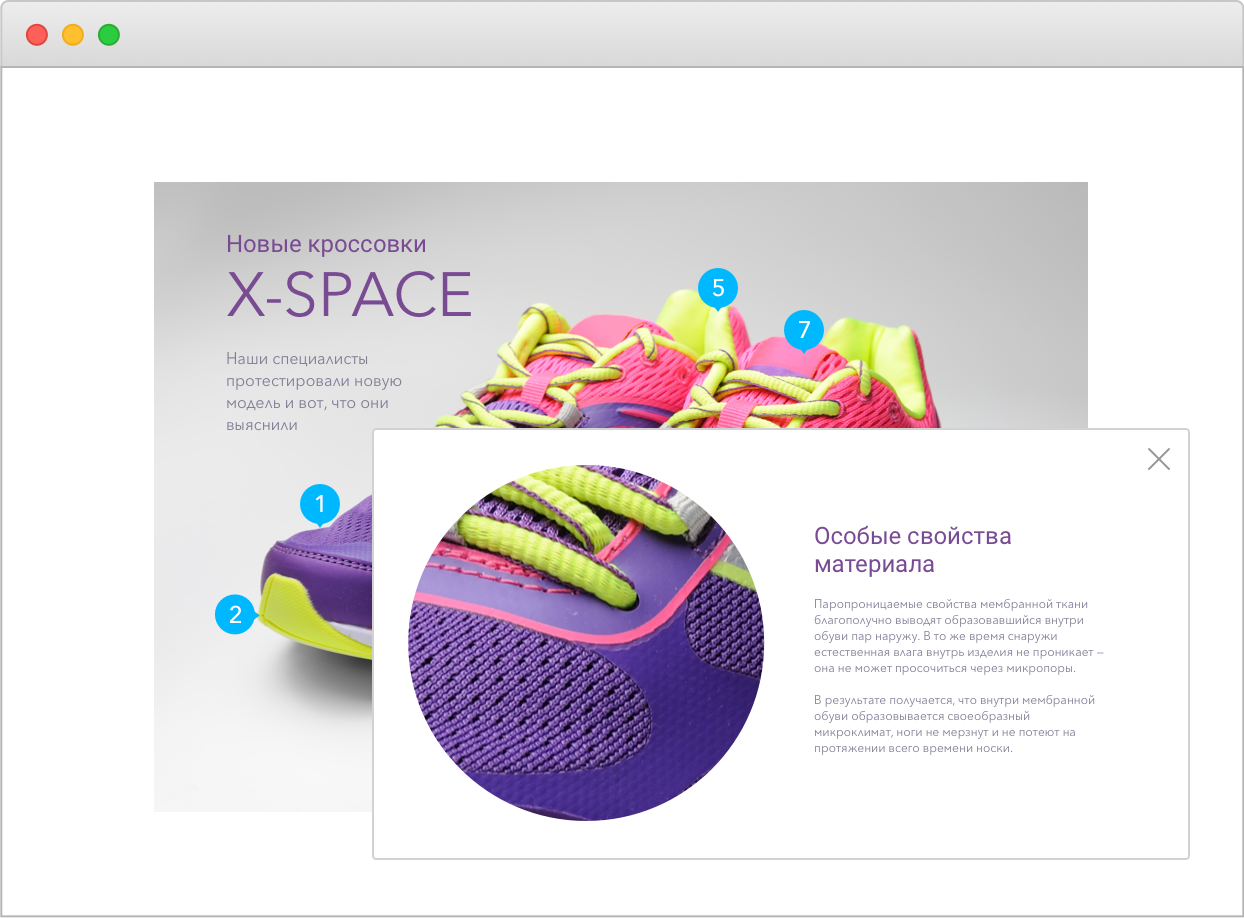 Новые кроссовки
X-SPACE
Наши специалисты
протестировали новую
модель и вот, что они
выяснили
5
7
1
2
Особые свойства
материала
Паропроницаемые свойства мембранной ткани
благополучно выводят образовавшийся внутри
обуви пар наружу. В то же время снаружи
естественная влага внутрь изделия не проникает –
она не может просочиться через микропоры.
В результате получается, что внутри мембранной
обуви образовывается своеобразный
микроклимат, ноги не мерзнут и не потеют на
протяжении всего времени носки.